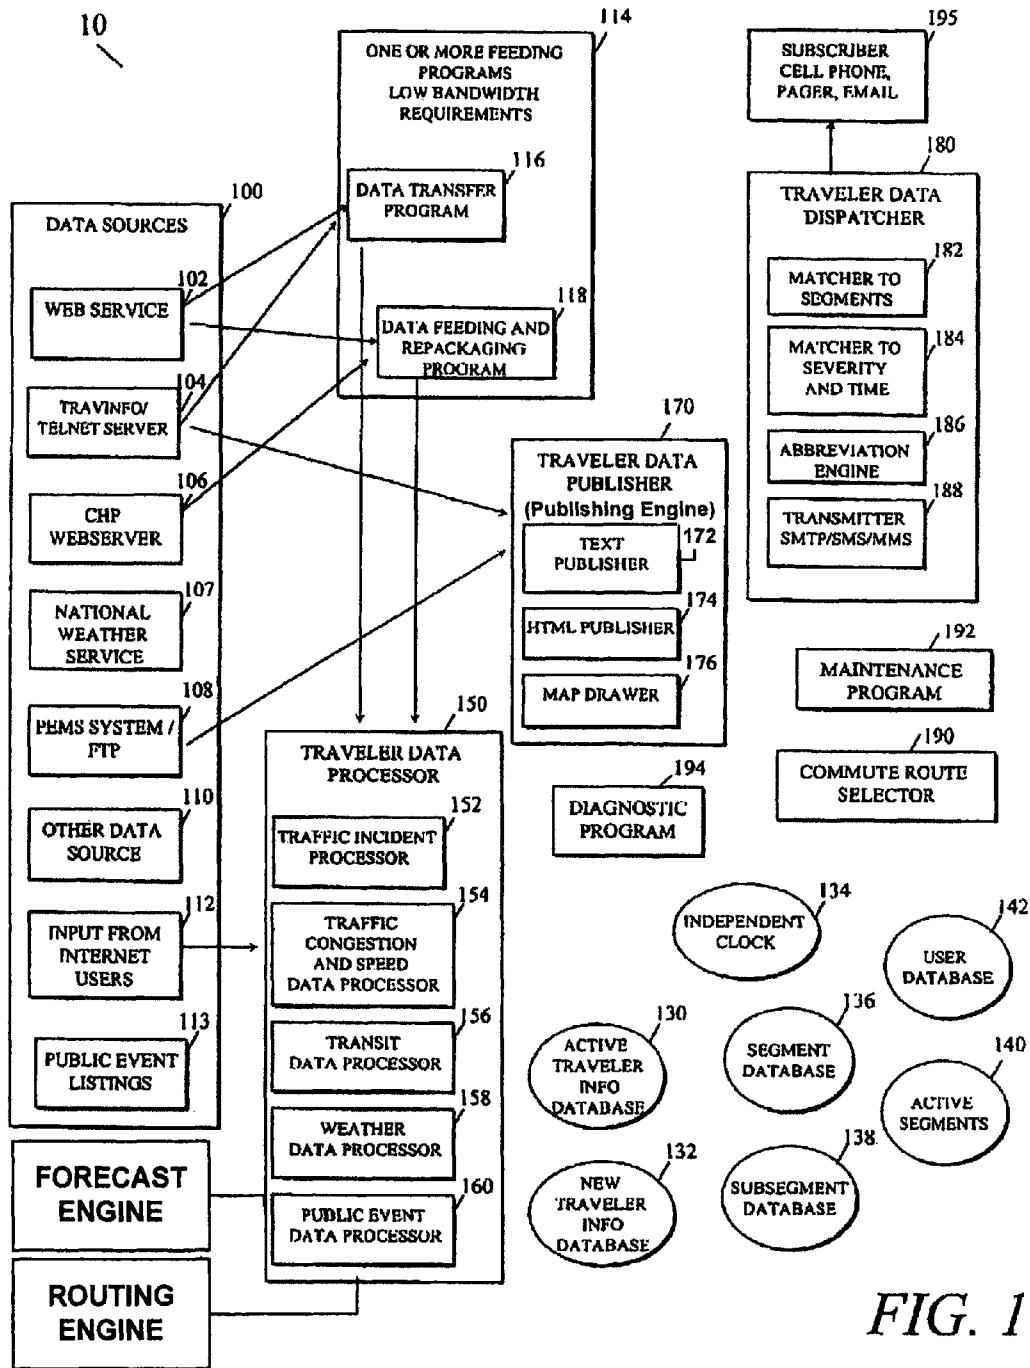 10
114
ONE OR MORE FEEDING
PROGRAMS
LOW BANDWIDTH
REQUIREMENTS
116
DATA TRANSFER
PROGRAM
118
DATA FEEDING AND
REPACKAGING
PROGRAM
195
SUBSCRIBER
CELL PHONE,
PAGER, EMAIL
180
TRAVELER DATA
DISPATCHER
182
MATCHER TO
SEGMENTS
184
MATCHER TO
SEVERITY
AND TIME
186
ABBREVIATION
ENGINE
188
TRANSMITTER
SMTP/SMS/MMS
100
DATA SOURCES
102
WEB SERVICE
104
TRAVINFO/
TELNET SERVER
106
CHP
WEBSERVER
107
NATIONAL
WEATHER
SERVICE
108
PEMS SYSTEM /
FTP
110
OTHER DATA
SOURCE
112
INPUT FROM
INTERNET
USERS
113
PUBLIC EVENT
LISTINGS
170
TRAVELER DATA
PUBLISHER
(Publishing Engine)
TEXT
PUBLISHER
172
174
HTML PUBLISHER
176
MAP DRAWER
192
MAINTENANCE
PROGRAM
190
COMMUTE ROUTE
SELECTOR
194
DIAGNOSTIC
PROGRAM
150
TRAVELER DATA
PROCESSOR
152
TRAFFIC INCIDENT
PROCESSOR
154
TRAFFIC
CONGESTION
AND SPEED
DATA PROCESSOR
156
TRANSIT
DATA PROCESSOR
158
WEATHER
DATA PROCESSOR
160
PUBLIC EVENT
DATA PROCESSOR
134
INDEPENDENT
CLOCK
142
USER
DATABASE
130
ACTIVE
TRAVELER
INFO
DATABASE
136
SEGMENT
DATABASE
140
ACTIVE
SEGMENTS
132
NEW
TRAVELER
INFO
DATABASE
138
SUBSEGMENT
DATABASE
FORECAST
ENGINE
ROUTING
ENGINE
FIG. 1